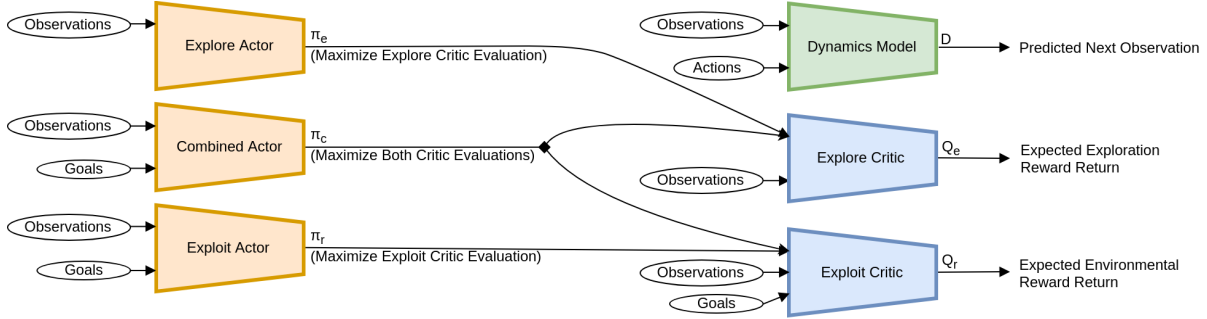 Observations
Explore Actor
πe
(Maximize Explore Critic Evaluation)
Observations
Goals
Combined Actor
πc
(Maximize Both Critic Evaluations)
Observations
Goals
Exploit Actor
πr
(Maximize Exploit Critic Evaluation)
Observations
Actions
Dynamics Model
D
Predicted Next Observation
Observations
Explore Critic
Qe
Expected Exploration
Reward Return
Observations
Goals
Exploit Critic
Qr
Expected Environmental
Reward Return